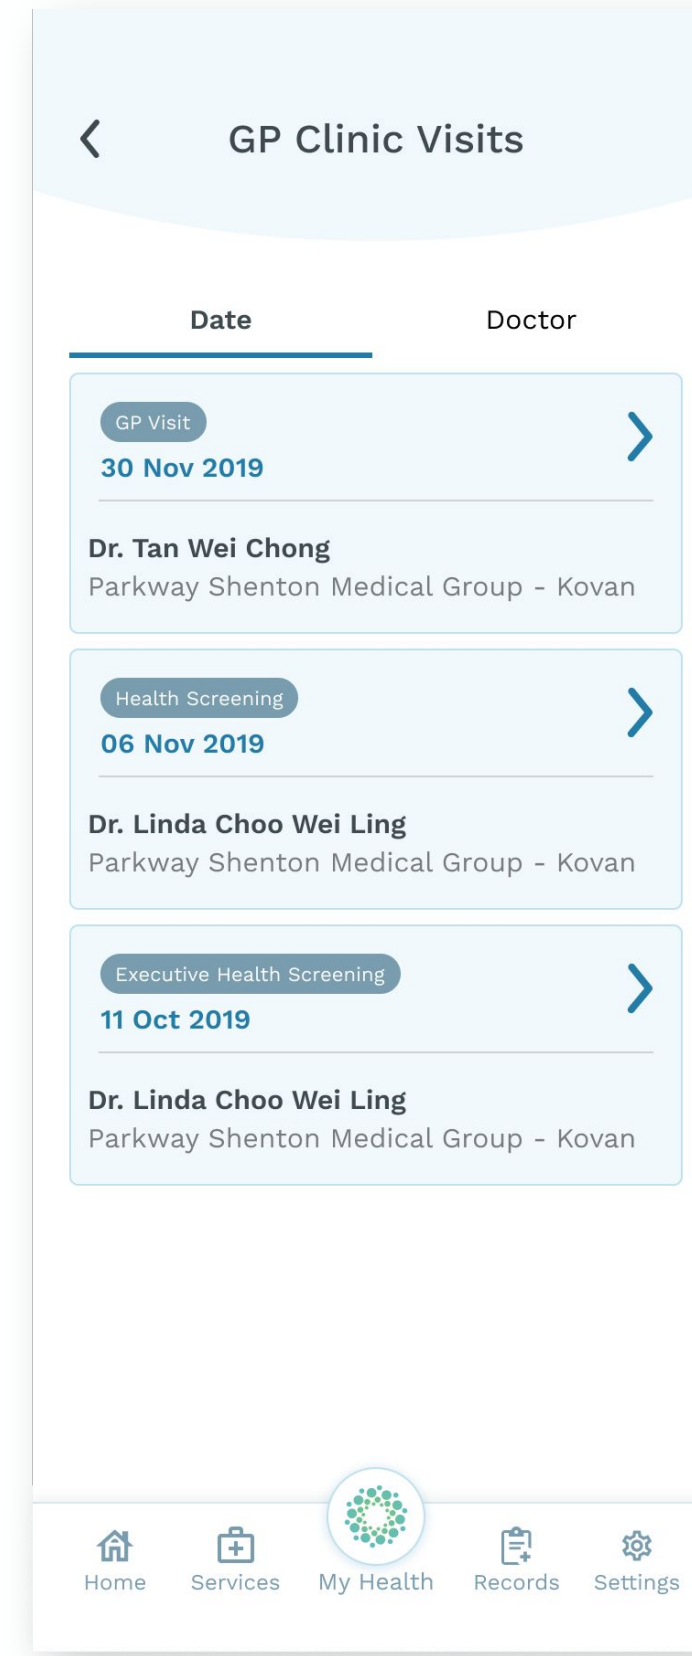 GP Clinic Visits
Date
Doctor
GP Visit
30 Nov 2019
Dr. Tan Wei Chong
Parkway Shenton Medical Group - Kovan
Health Screening
06 Nov 2019
Dr. Linda Choo Wei Ling
Parkway Shenton Medical Group - Kovan
Executive Health Screening
11 Oct 2019
Dr. Linda Choo Wei Ling
Parkway Shenton Medical Group - Kovan
Home
Services
My Health
Records
Settings